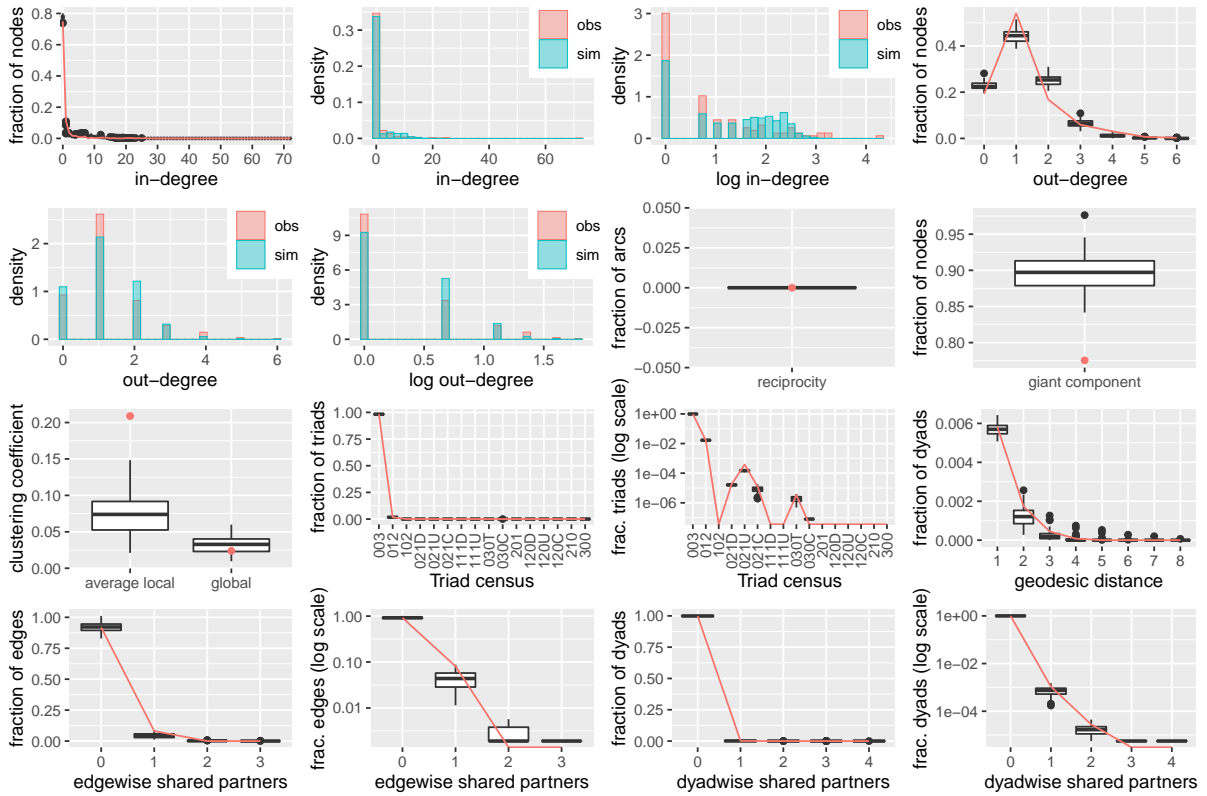 fraction of nodes
0.8
0.6
0.4
0.2
0.0
0 10 20 30 40 50 60 70
in−degree
density
0.3
0.2
0.1
0.0
0 20 40 60
in−degree
obs
sim
density
3
2
1
0
0 1 2 3 4
log in−degree
obs
sim
fraction of nodes
0.4
0.2
0.0
0 1 2 3 4 5 6
out−degree
density
2
1
0
0 2 4 6
out−degree
obs
sim
density
9
6
3
0
0.0 0.5 1.0 1.5
log out−degree
obs
sim
fraction of arcs
0.050
0.025
0.000
−0.025
−0.050
reciprocity
fraction of nodes
0.95
0.90
0.85
0.80
giant component
clustering coefficient
0.20
0.15
0.10
0.05
0.00
average local global
fraction of triads
1.00
0.75
0.50
0.25
0.00
003 012 102 021D 021U 021C 111D 111U 030T 030C 201 120D 120U 120C 210 300
Triad census
frac. triads (log scale)
1e+00
1e−02
1e−04
1e−06
003 012 102 021D 021U 021C 111D 111U 030T 030C 201 120D 120U 120C 210 300
Triad census
fraction of dyads
0.006
0.004
0.002
0.000
1 2 3 4 5 6 7 8
geodesic distance
fraction of edges
1.00
0.75
0.50
0.25
0.00
0 1 2 3
edgewise shared partners
frac. edges (log scale)
1.00
0.10
0.01
0 1 2 3
edgewise shared partners
fraction of dyads
1.00
0.75
0.50
0.25
0.00
0 1 2 3 4
dyadwise shared partners
frac. dyads (log scale)
1e+00
1e−02
1e−04
0 1 2 3 4
dyadwise shared partners